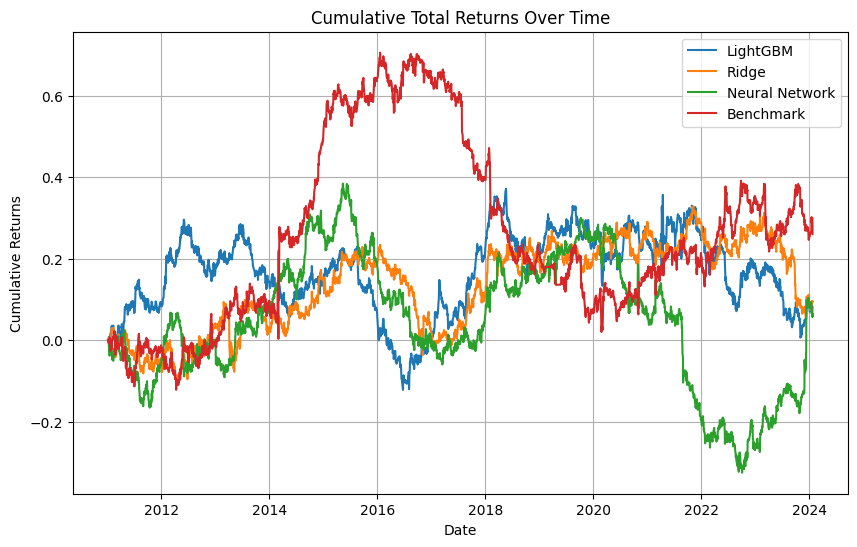 Cumulative Total Returns Over Time
LightGBM
Ridge
Neural Network
Benchmark
Cumulative Returns
0.6
0.4
0.2
0.0
−0.2
2012
2014
2016
2018
2020
2022
2024
Date